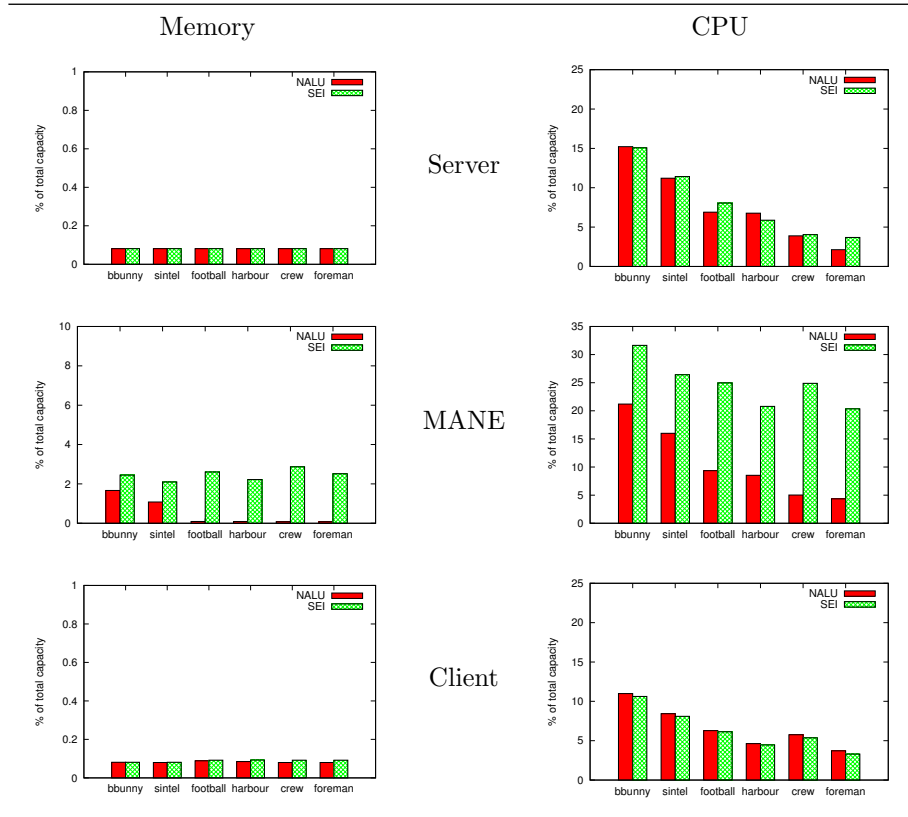 Memory
CPU
% of total capacity
1
0.8
0.6
0.4
0.2
0
NALU
SEI
bbunny sintel football harbour crew foreman
Server
% of total capacity
25
20
15
10
5
0
NALU
SEI
bbunny sintel football harbour crew foreman
% of total capacity
10
8
6
4
2
0
NALU
SEI
bbunny sintel football harbour crew foreman
MANE
% of total capacity
35
30
25
20
15
10
5
0
NALU
SEI
bbunny sintel football harbour crew foreman
% of total capacity
1
0.8
0.6
0.4
0.2
0
NALU
SEI
bbunny sintel football harbour crew foreman
Client
% of total capacity
25
20
15
10
5
0
NALU
SEI
bbunny sintel football harbour crew foreman